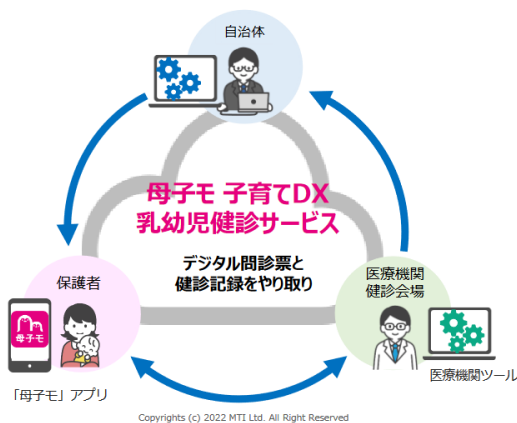 自治体
母子モ 子育てDX
乳幼児健診サービス
デジタル問診票と
健診記録をやり取り
保護者
母子モ
「母子モ」アプリ
医療機関
健診会場
医療機関ツール
Copyrights (c) 2022 MTI Ltd. All Right Reserved